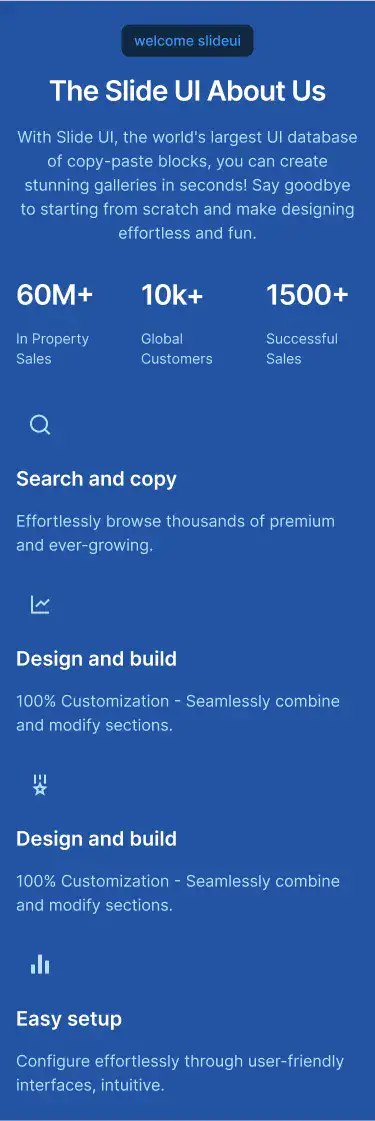 welcome slideui
The Slide UI About Us
With Slide UI, the world's largest UI database
of copy-paste blocks, you can create
stunning galleries in seconds! Say goodbye
to starting from scratch and make designing
effortless and fun.
60M+
In Property
Sales
10k+
Global
Customers
1500+
Successful
Sales
Search and copy
Effortlessly browse thousands of premium
and ever-growing.
Design and build
100% Customization - Seamlessly combine
and modify sections.
Design and build
100% Customization - Seamlessly combine
and modify sections.
Easy setup
Configure effortlessly through user-friendly
interfaces, intuitive.